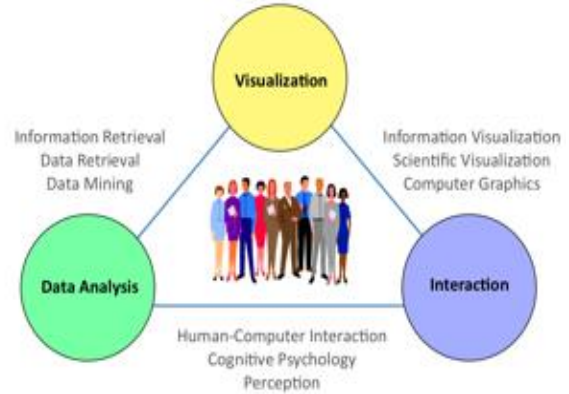 Visualization
Information Retrieval
Data Retrieval
Data Mining
Information Visualization
Scientific Visualization
Computer Graphics
Data Analysis
Interaction
Human-Computer Interaction
Cognitive Psychology
Perception